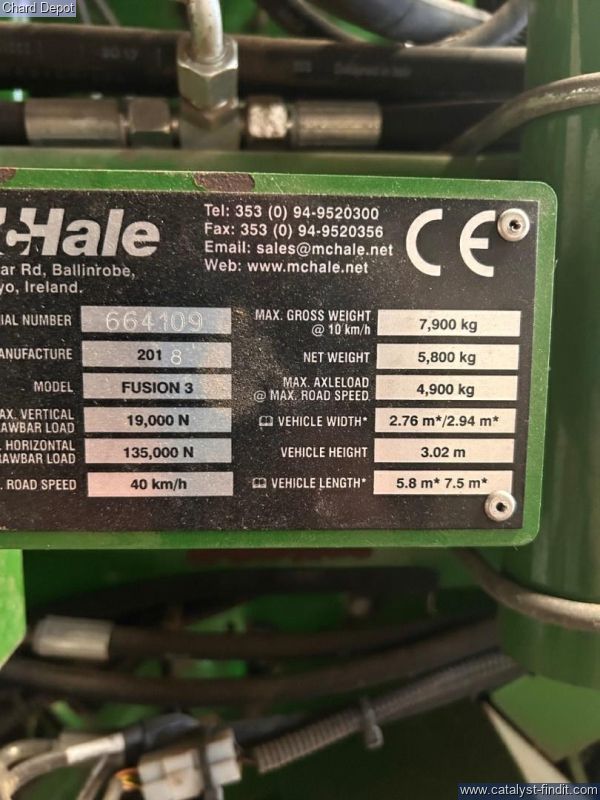 Chard Depot
cHale
Tel: 353 (0) 94-9520300
Fax: 353 (0) 94-9520356
Email: sales@mchale.net
Web: www.mchale.net
CE
ar Rd, Ballinrobe,
yo, Ireland.
IAL NUMBER 664109
MAX. GROSS WEIGHT @ 10 km/h 7,900 kg
ANUFACTURE 2018
NET WEIGHT 5,800 kg
MODEL FUSION 3
MAX. AXLELOAD @ MAX. ROAD SPEED. 4,900 kg
AX. VERTICAL RAWBAR LOAD 19,000 N
VEHICLE WIDTH* 2.76 m*/2.94 m*
. HORIZONTAL RAWBAR LOAD 135,000 N
VEHICLE HEIGHT 3.02 m
. ROAD SPEED 40 km/h
VEHICLE LENGTH* 5.8 m* 7.5 m*
www.catalyst-findit.com